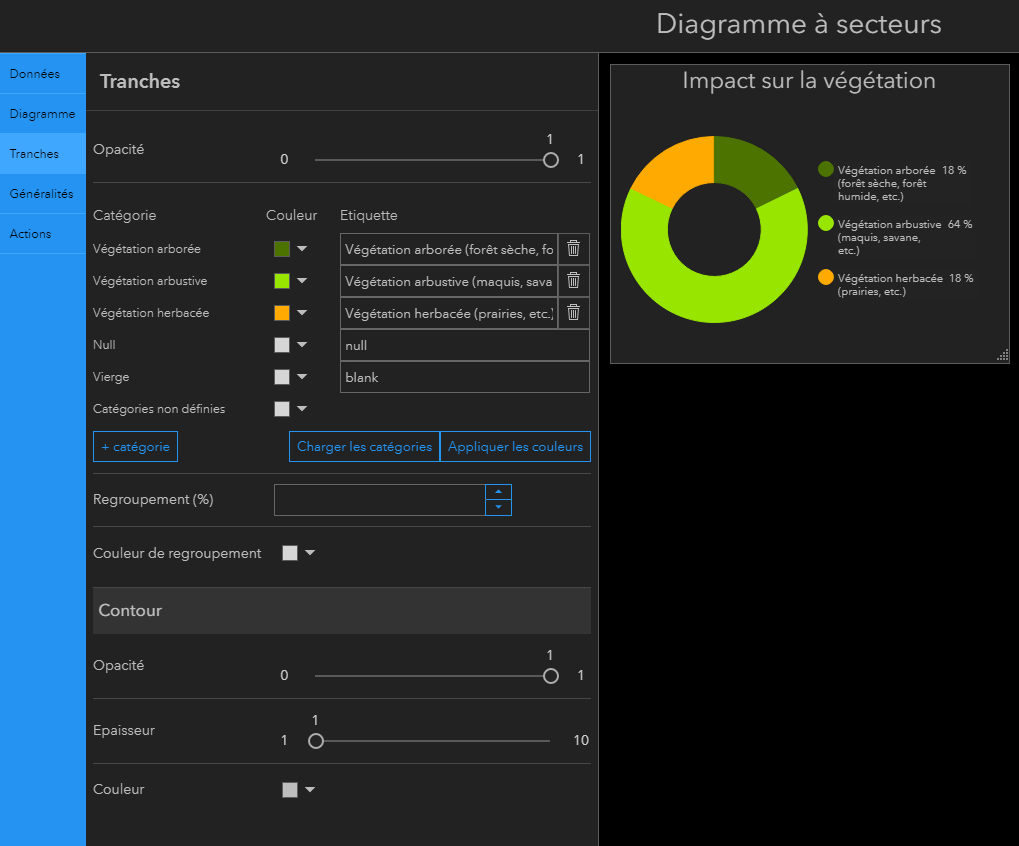 Diagramme à secteurs
Données
Diagramme
Tranches
Généralités
Actions
Tranches
Opacité
1
0
1
Catégorie Couleur Etiquette
Végétation arborée Végétation arborée (forêt sèche, fo
Végétation arbustive Végétation arbustive (maquis, sava
Végétation herbacée Végétation herbacée (prairies, etc.)
Null null
Vierge blank
Catégories non définies
+ catégorie Charger les catégories Appliquer les couleurs
Regroupement (%)
Couleur de regroupement
Contour
Opacité
1
0
1
Epaisseur
1
1
10
Couleur
Impact sur la végétation
Végétation arborée 18 %
(forêt sèche, forêt
humide, etc.)
Végétation arbustive 64 %
(maquis, savane,
etc.)
Végétation herbacée 18 %
(prairies, etc.)